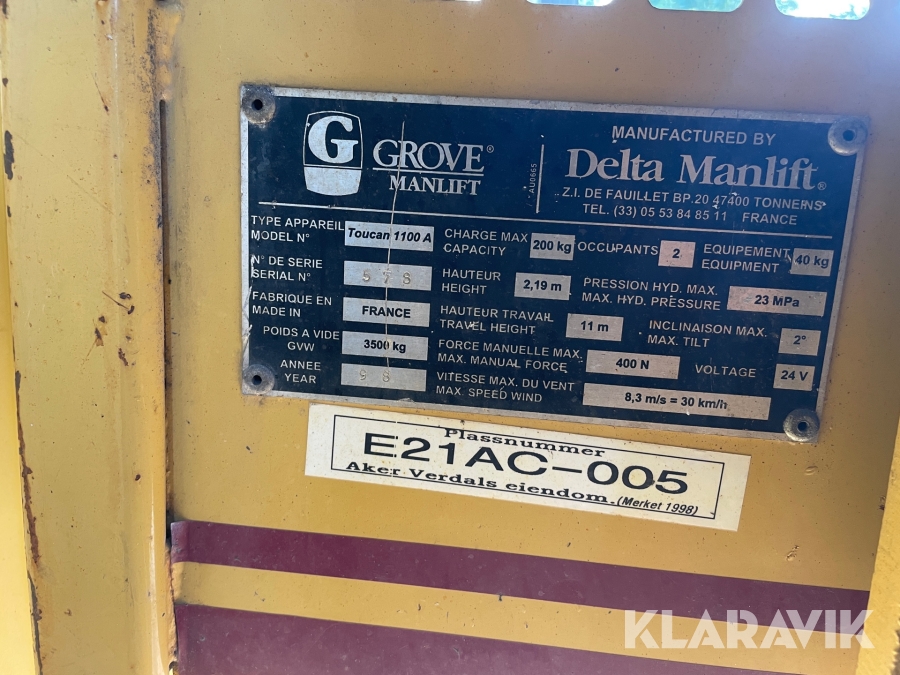 G GROVE®
MANLIFT
AU0665
MANUFACTURED BY
Delta Manlift®
Z.I. DE FAUILLET BP.20 47400 TONNEINS
TEL. (33) 05 53 84 85 11 FRANCE
TYPE APPAREIL
MODEL N°
Toucan 1100 A
CHARGE MAX
CAPACITY
200 kg
OCCUPANTS
2
EQUIPEMENT
EQUIPMENT
40 kg
N° DE SERIE
SERIAL N°
578
HAUTEUR
HEIGHT
2,19 m
PRESSION HYD. MAX.
MAX. HYD. PRESSURE
23 MPa
FABRIQUE EN
MADE IN
FRANCE
HAUTEUR TRAVAIL
TRAVEL HEIGHT
11 m
INCLINAISON MAX.
MAX. TILT
2°
POIDS A VIDE
GVW
3500 kg
FORCE MANUELLE MAX.
MAX. MANUAL FORCE
400 N
VOLTAGE
24 V
ANNEE
YEAR
98
VITESSE MAX. DU VENT
MAX. SPEED WIND
8,3 m/s = 30 km/h
Plassnummer
E21AC-005
Aker Verdals eiendom. (Merket 1998)
KLARAVIK